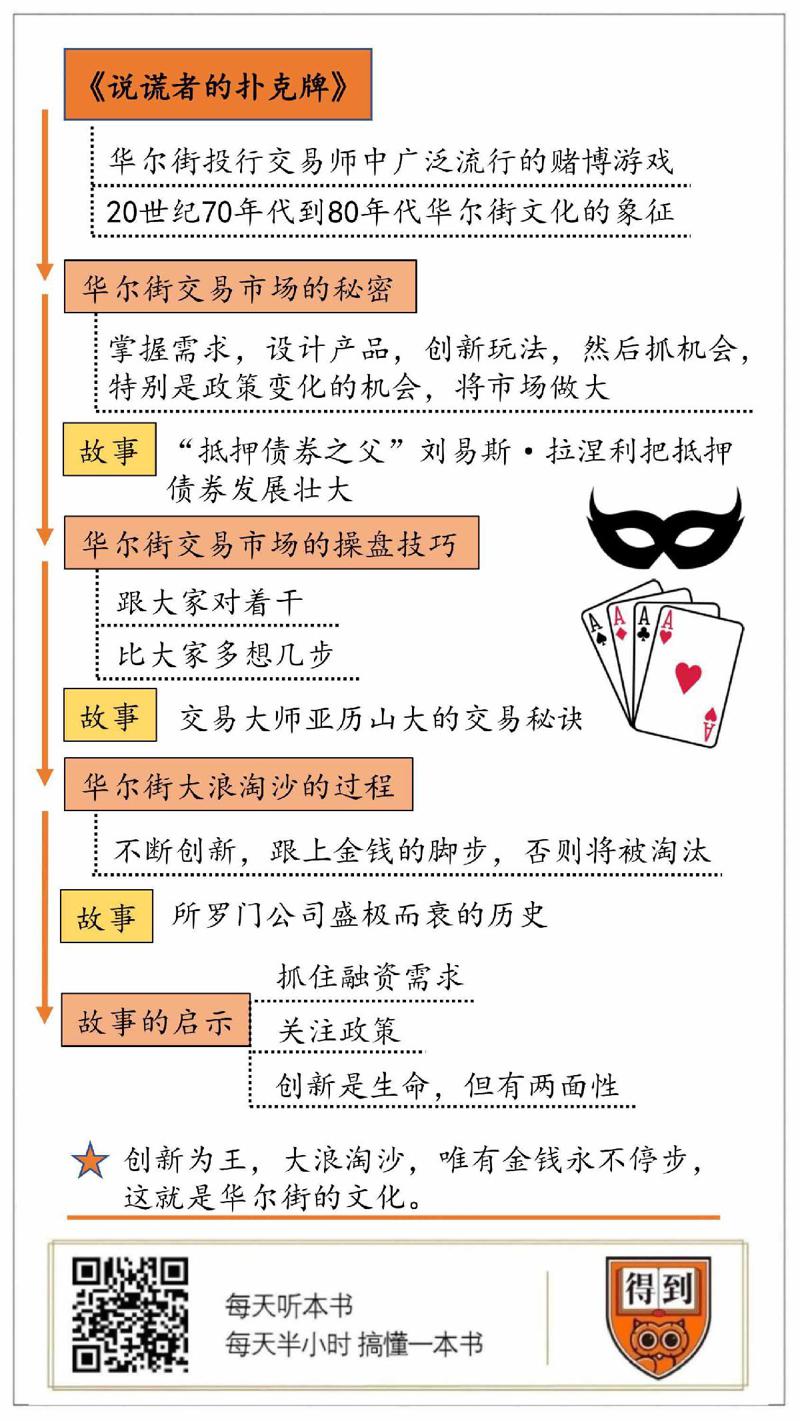 《说谎者的扑克牌》
华尔街投行交易师中广泛流行的赌博游戏
20世纪70年代到80年代华尔街文化的象征
华尔街交易市场的秘密
掌握需求，设计产品，创新玩法，然后抓机会，
特别是政策变化的机会，将市场做大
故事 “抵押债券之父”刘易斯·拉涅利把抵押
债券发展壮大
华尔街交易市场的操盘技巧
跟大家对着干
比大家多想几步
A A A A
A
故事 交易大师亚历山大的交易秘诀
华尔街大浪淘沙的过程
不断创新，跟上金钱的脚步，否则将被淘汰
故事 所罗门公司盛极而衰的历史
抓住融资需求
故事的启示
关注政策
创新是生命，但有两面性
创新为王，大浪淘沙，唯有金钱永不停步，
这就是华尔街的文化。
每天听本书
每天半小时 搞懂一本书
得到